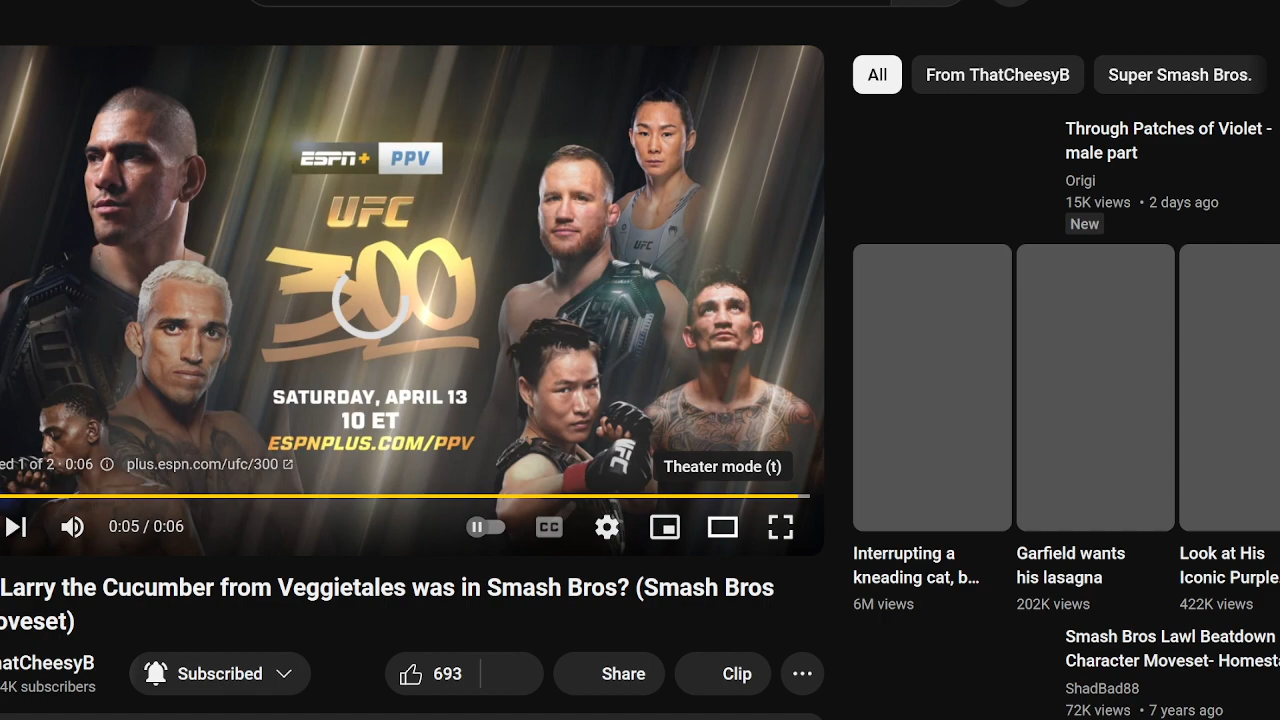 All
From ThatCheesyB
Super Smash Bros.
ESPN+ PPV
UFC
300
SATURDAY, APRIL 13
10 ET
ESPNPLUS.COM/PPV
UFC
UFC
ed 1 of 2 · 0:06
plus.espn.com/ufc/300
Theater mode (t)
0:05 / 0:06
CC
Larry the Cucumber from Veggietales was in Smash Bros? (Smash Bros
oveset)
hatCheesyB
4K subscribers
Subscribed
693
Share
Clip
Through Patches of Violet -
male part
Origi
15K views • 2 days ago
New
Interrupting a
kneading cat, b...
6M views
Garfield wants
his lasagna
202K views
Look at His
Iconic Purple
422K views
Smash Bros Lawl Beatdown
Character Moveset- Homest
ShadBad88
72K views • 7 years ago